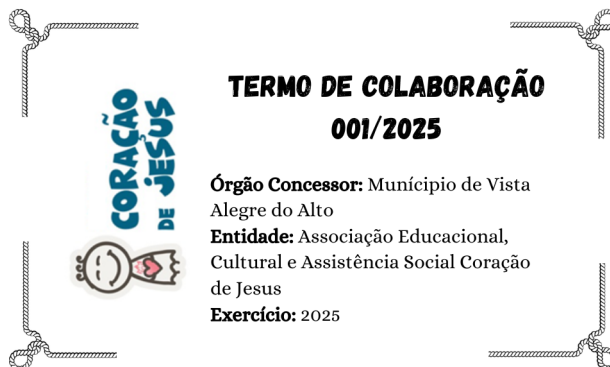 CORAÇÃO
DE JESUS
TERMO DE COLABORAÇÃO
001/2025
Órgão Concessor: Munícipio de Vista
Alegre do Alto
Entidade: Associação Educacional,
Cultural e Assistência Social Coração
de Jesus
Exercício: 2025